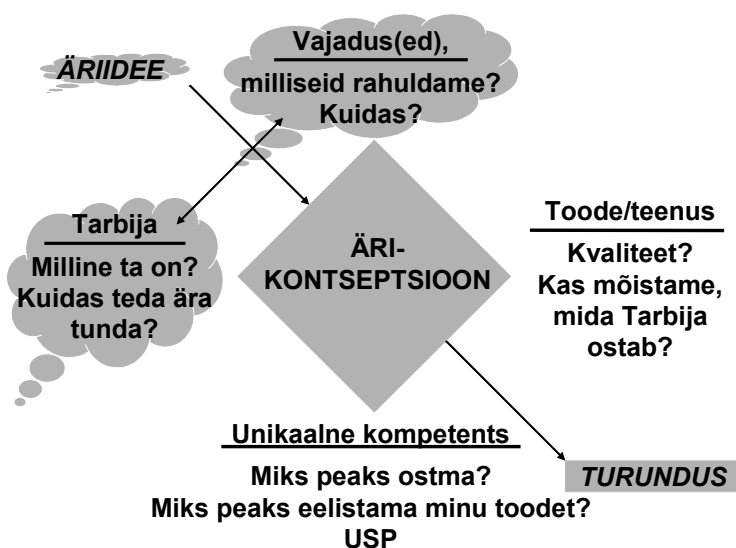 ÄRIIDEE
Vajadus(ed),
milliseid rahuldame?
Kuidas?
Tarbija
Milline ta on?
Kuidas teda ära
tunda?
ÄRI-
KONTSEPTSIOON
Toode/teenus
Kvaliteet?
Kas mõistame,
mida Tarbija
ostab?
Unikaalne kompetents
Miks peaks ostma?
Miks peaks eelistama minu toodet?
USP
TURUNDUS